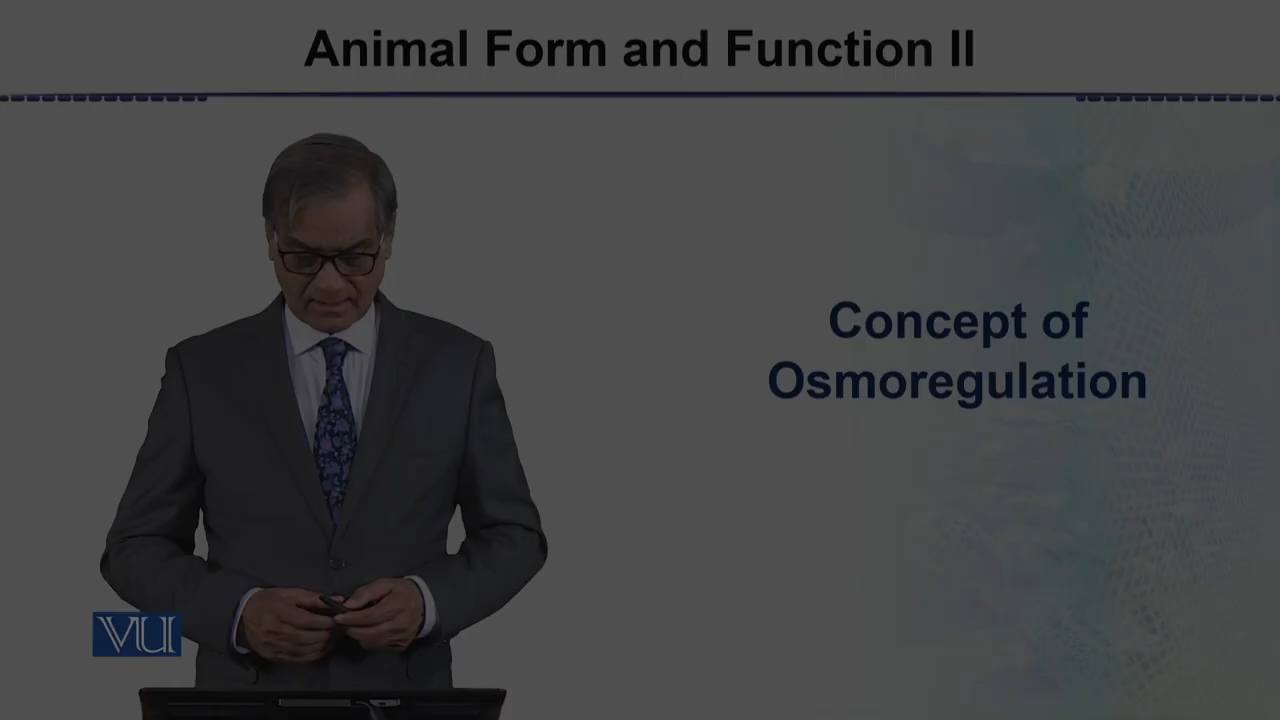 Animal Form and Function II
Concept of
Osmoregulation
VU